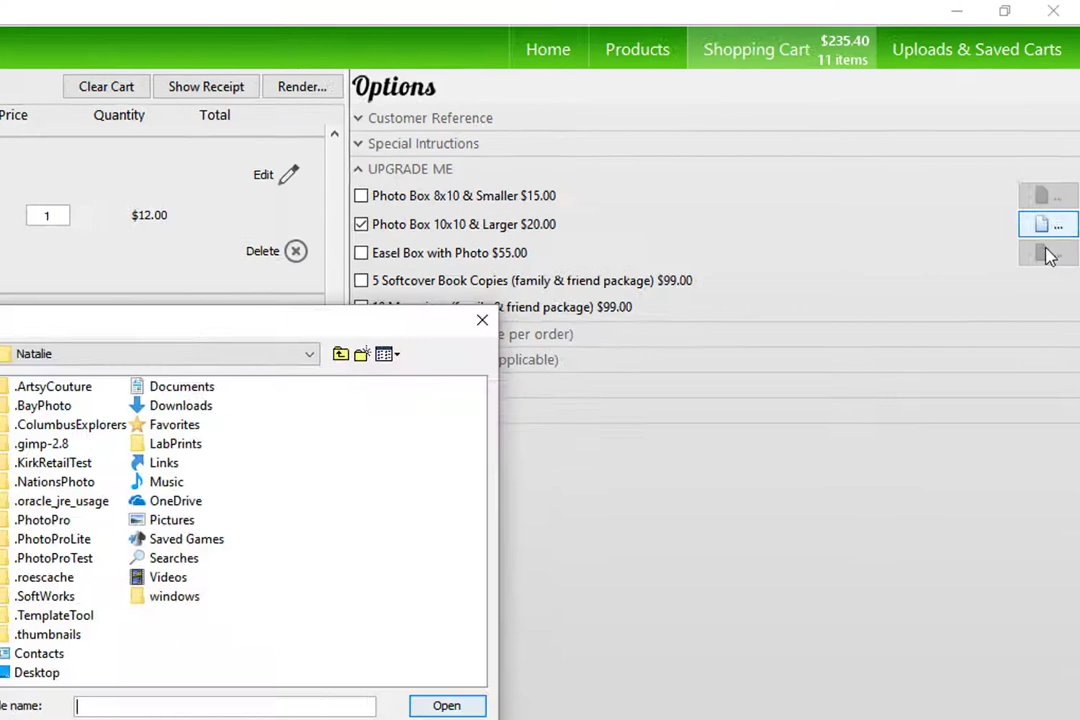 Home Products Shopping Cart $235.40 11 items Uploads & Saved Carts
Clear Cart Show Receipt Render...
Price Quantity Total
Edit
1 $12.00
Delete
Options
Customer Reference
Special Intructions
UPGRADE ME
Photo Box 8x10 & Smaller $15.00 ...
Photo Box 10x10 & Larger $20.00 ...
Easel Box with Photo $55.00
5 Softcover Book Copies (family & friend package) $99.00
& friend package) $99.00
per order)
Natalie
.ArtsyCouture
.BayPhoto
.ColumbusExplorers
.gimp-2.8
.KirkRetailTest
.NationsPhoto
.oracle_jre_usage
.PhotoPro
.PhotoProLite
.PhotoProTest
.roescache
.SoftWorks
.TemplateTool
.thumbnails
Contacts
Desktop
Documents
Downloads
Favorites
LabPrints
Links
Music
OneDrive
Pictures
Saved Games
Searches
Videos
windows
name: Open